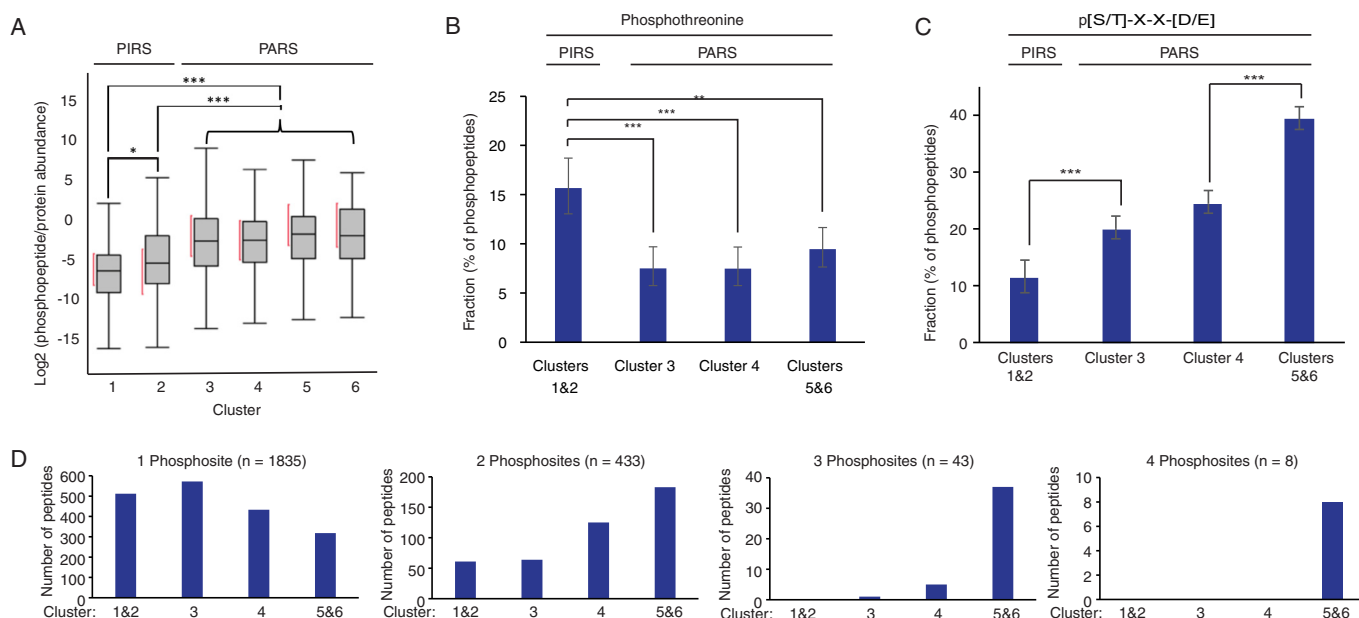 A
PIRS PARS
*** 
***
*
Log2 (phosphopeptide/protein abundance)
15
10
5
0
-5
-10
-15
1 2 3 4 5 6
Cluster
B
Phosphothreonine
PIRS PARS
**
***
***
Fraction (% of phosphopeptides)
25
20
15
10
5
0
Clusters 1&2 Cluster 3 Cluster 4 Clusters 5&6
C
p[S/T]-X-X-[D/E]
PIRS PARS
***
***
Fraction (% of phosphopeptides)
40
30
20
10
0
Clusters 1&2 Cluster 3 Cluster 4 Clusters 5&6
D
1 Phosphosite (n = 1835)
Number of peptides
600
500
400
300
200
100
0
Cluster: 1&2 3 4 5&6
2 Phosphosites (n = 433)
Number of peptides
200
150
100
50
0
Cluster: 1&2 3 4 5&6
3 Phosphosites (n = 43)
Number of peptides
40
30
20
10
0
Cluster: 1&2 3 4 5&6
4 Phosphosites (n = 8)
Number of peptides
10
8
6
4
2
0
Cluster: 1&2 3 4 5&6